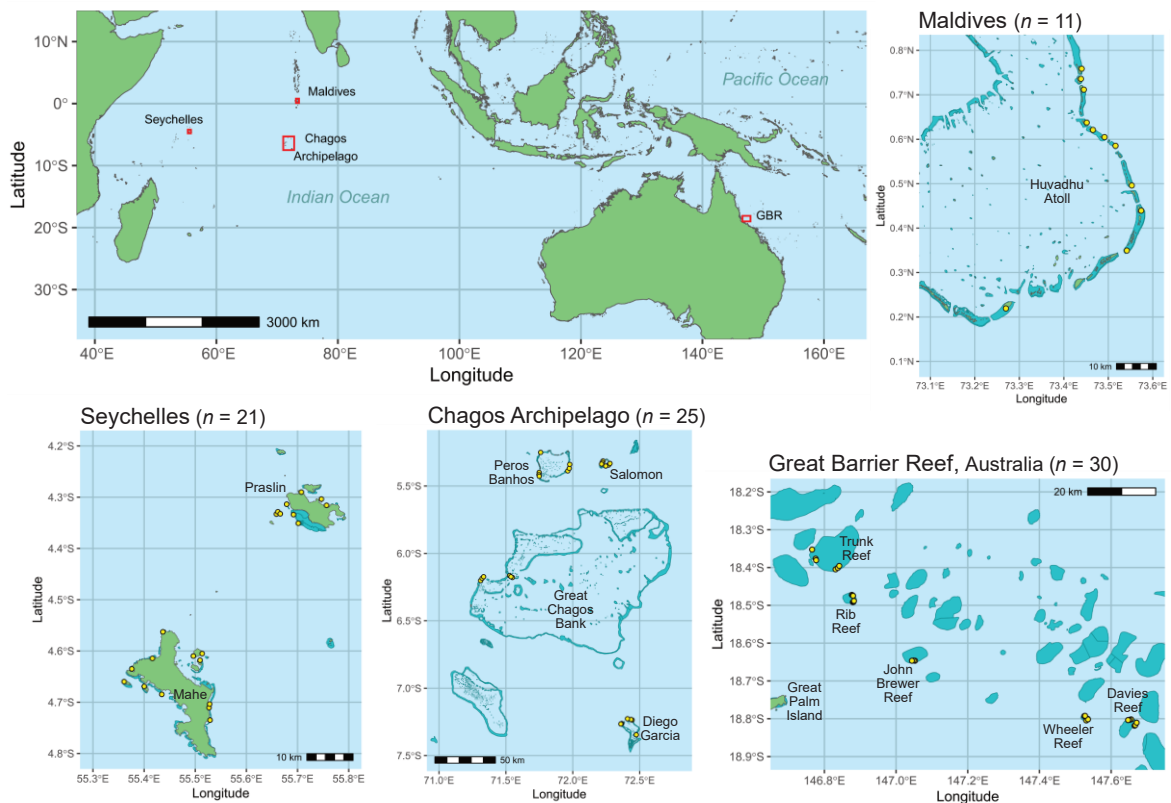 10°N
0°
10°S
20°S
30°S
Latitude
Maldives
Seychelles
Chagos
Archipelago
Indian Ocean
Pacific Ocean
GBR
3000 km
40°E
60°E
80°E
100°E
120°E
140°E
160°E
Longitude
Maldives (n = 11)
0.8°N
0.7°N
0.6°N
0.5°N
0.4°N
0.3°N
0.2°N
0.1°N
Latitude
Huvadhu
Atoll
10 km
73.1°E
73.2°E
73.3°E
73.4°E
73.5°E
73.6°E
Longitude
Seychelles (n = 21)
4.2°S
4.3°S
4.4°S
4.5°S
4.6°S
4.7°S
4.8°S
Latitude
Praslin
Mahe
10 km
55.3°E
55.4°E
55.5°E
55.6°E
55.7°E
55.8°E
Longitude
Chagos Archipelago (n = 25)
5.5°S
6.0°S
6.5°S
7.0°S
7.5°S
Latitude
Peros
Banhos
Salomon
Great
Chagos
Bank
Diego
Garcia
50 km
71.0°E
71.5°E
72.0°E
72.5°E
Longitude
Great Barrier Reef, Australia (n = 30)
20 km
18.2°S
18.3°S
18.4°S
18.5°S
18.6°S
18.7°S
18.8°S
18.9°S
Latitude
Trunk
Reef
Rib
Reef
John
Brewer
Reef
Great
Palm
Island
Davies
Reef
Wheeler
Reef
146.8°E
147.0°E
147.2°E
147.4°E
147.6°E
Longitude